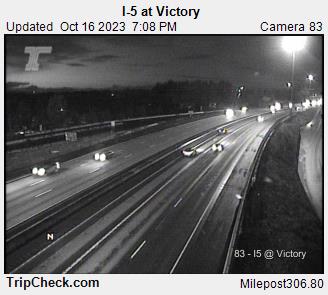 I-5 at Victory
Updated Oct 16 2023 7:08 PM Camera 83
T
N
83 - I5 @ Victory
TripCheck.com Milepost306.80